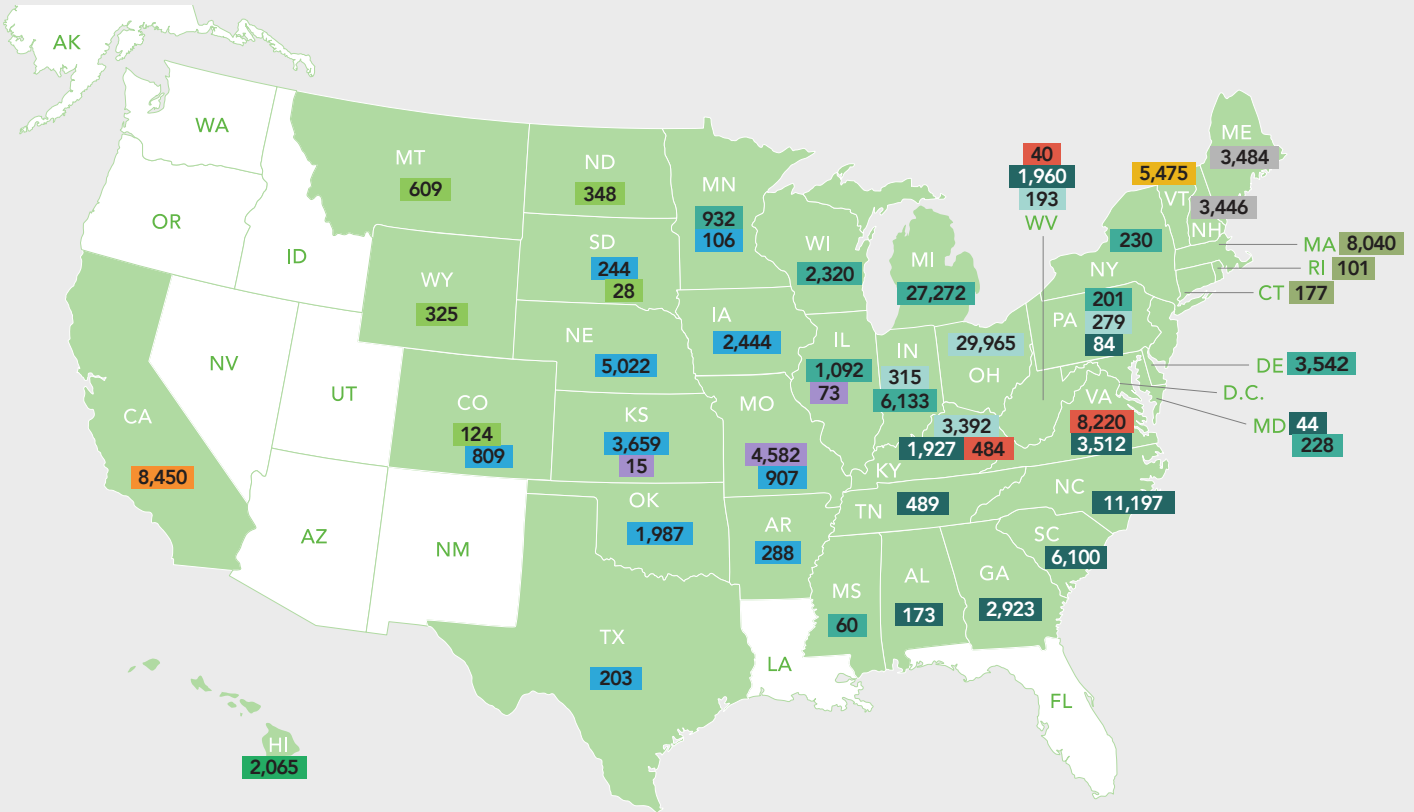 AK
WA
OR
ID
NV
UT
AZ
NM
CA
8,450
HI
2,065
MT
609
WY
325
CO
124
809
ND
348
SD
244
28
NE
5,022
KS
3,659
15
OK
1,987
TX
203
MN
932
106
IA
2,444
MO
4,582
907
AR
288
LA
WI
2,320
IL
1,092
73
MI
27,272
IN
315
6,133
29,965
OH
3,392
1,927 484
KY
TN 489
MS
60
AL
173
GA
2,923
FL
SC
6,100
NC
11,197
40
1,960
193
WV
VA
8,220
3,512
PA
201
279
84
230
NY
5,475
VT
ME
3,484
3,446
NH
MA 8,040
RI 101
CT 177
DE 3,542
D.C.
MD 44
228